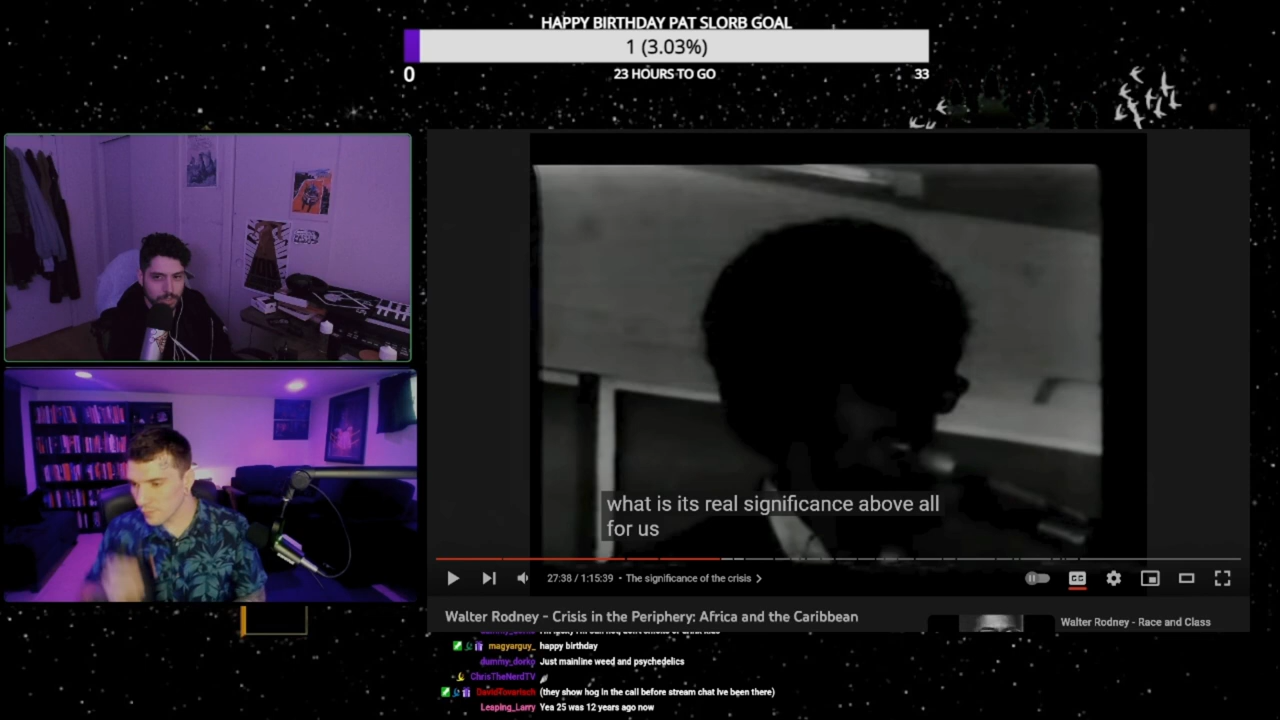 HAPPY BIRTHDAY PAT SLORB GOAL
1 (3.03%)
0
23 HOURS TO GO
33
what is its real significance above all
for us
CC
27:38 / 1:15:39 • The significance of the crisis
Walter Rodney - Crisis in the Periphery: Africa and the Caribbean
Walter Rodney - Race and Class
magyarguy_ happy birthday
dummy_dorko Just mainline weed and psychedelics
ChrisTheNerdTV
DavidTovarisch (they show hog in the call before stream chat ive been there)
Leaping_Larry Yea 25 was 12 years ago now